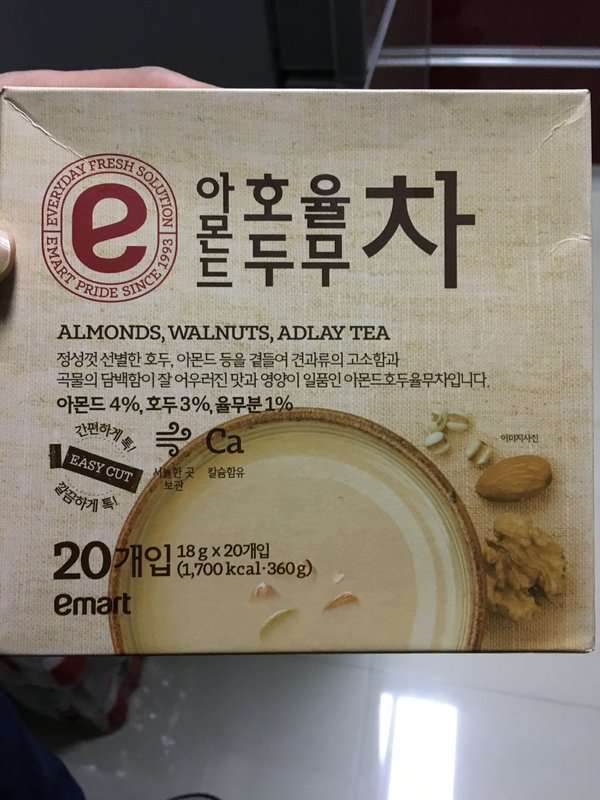 EVERYDAY FRESH SOLUTION
EMART PRIDE SINCE 1993
e
아몬드
호두
율무
차
ALMONDS, WALNUTS, ADLAY TEA
정성껏 선별한 호두, 아몬드 등을 곁들여 견과류의 고소함과
곡물의 담백함이 잘 어우러진 맛과 영양이 일품인 아몬드호두율무차입니다.
아몬드 4%, 호두 3%, 율무분 1%
간편하게 톡!
EASY CUT
깔끔하게 톡!
서늘한 곳
보관
Ca
칼슘함유
이미지사진
20개입
18 g x 20개입
(1,700 kcal·360g)
emart